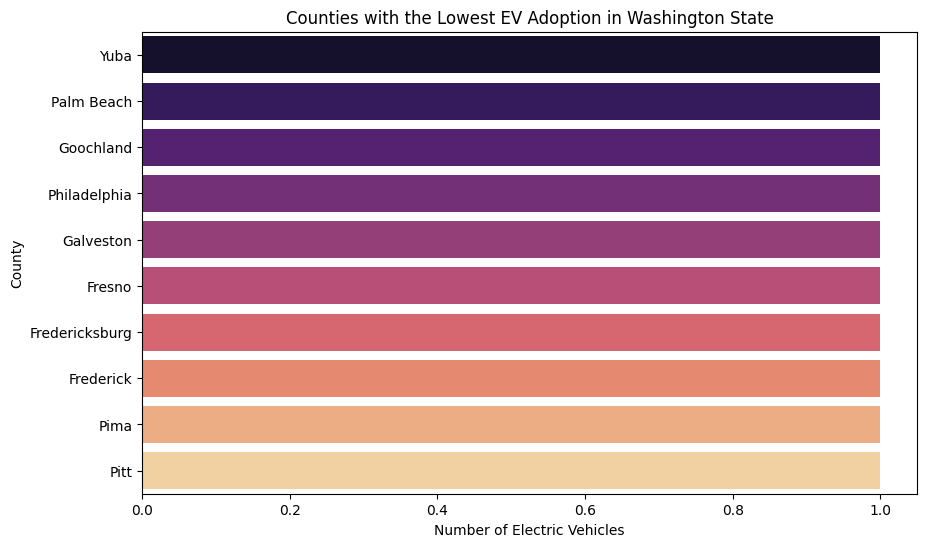 Counties with the Lowest EV Adoption in Washington State
County
Yuba
Palm Beach
Goochland
Philadelphia
Galveston
Fresno
Fredericksburg
Frederick
Pima
Pitt
0.0 0.2 0.4 0.6 0.8 1.0
Number of Electric Vehicles